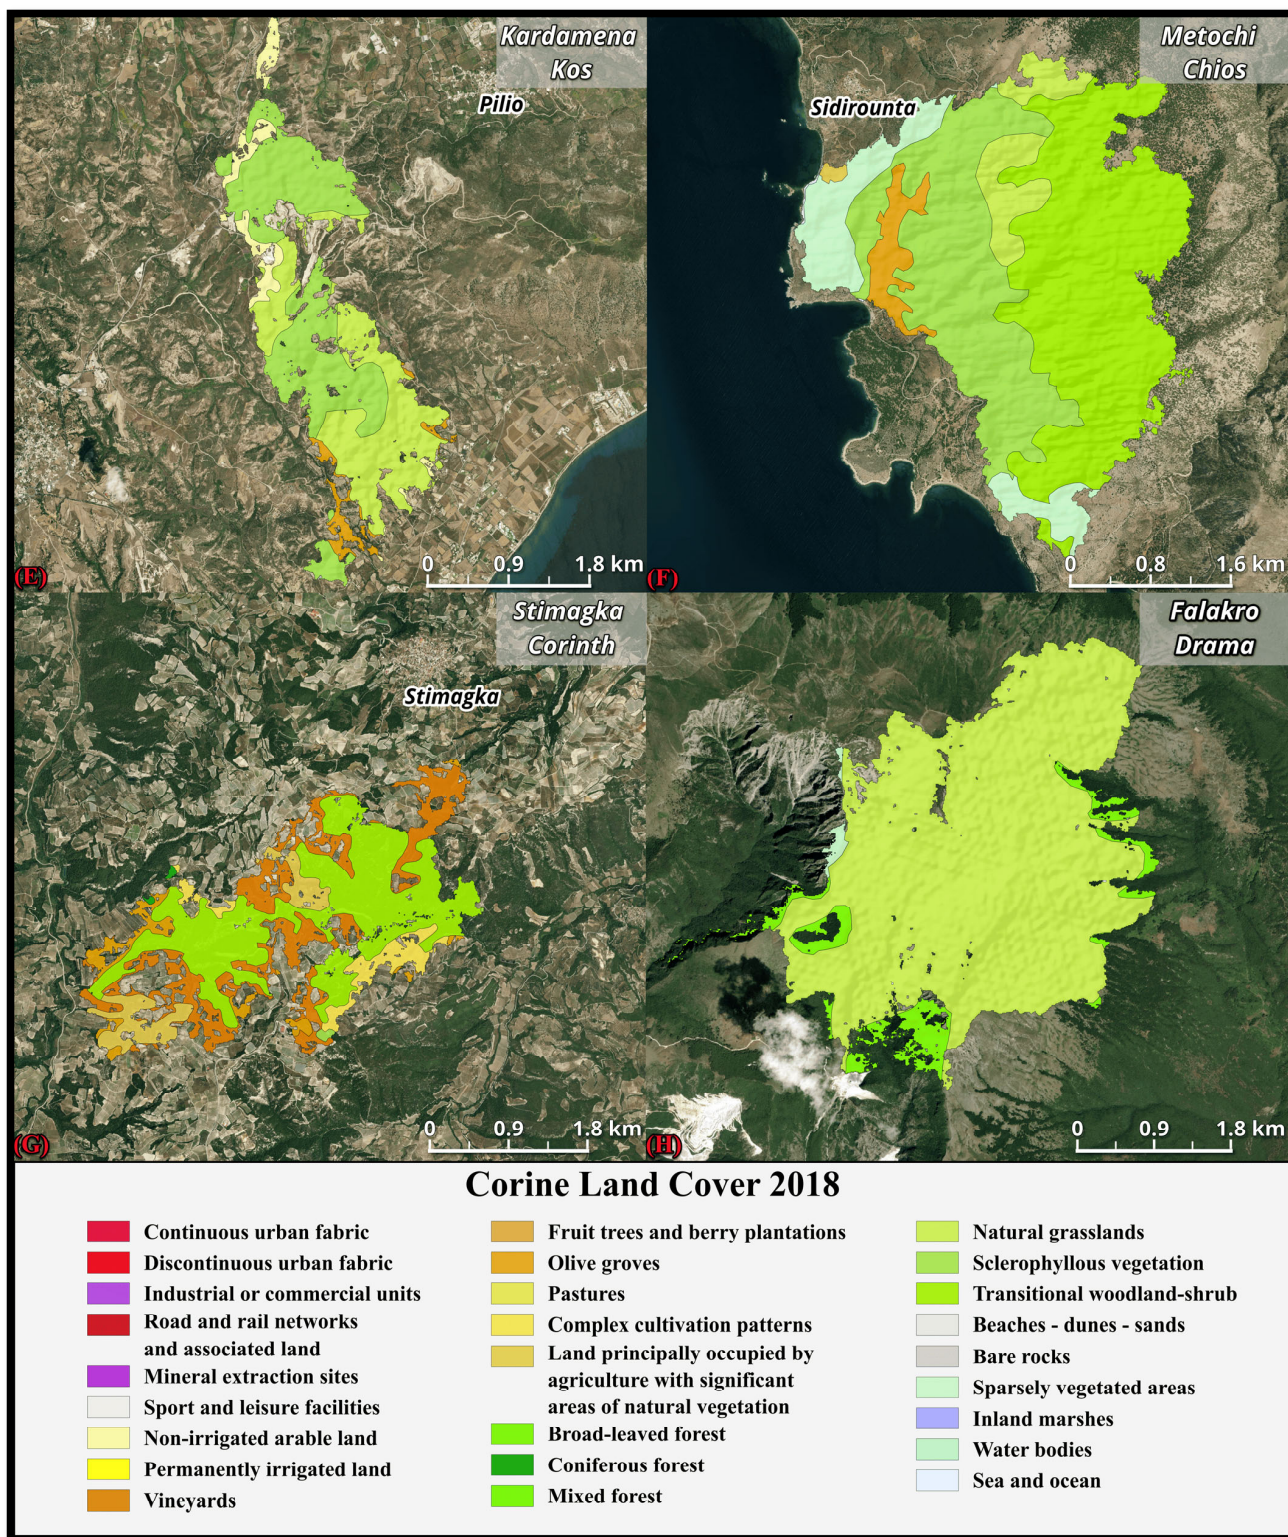 Kardamena
Kos
Pilio
0 0.9 1.8 km
(E)
Metochi
Chios
Sidirounta
0 0.8 1.6 km
(F)
Stimagka
Corinth
Stimagka
0 0.9 1.8 km
(G)
Falakro
Drama
0 0.9 1.8 km
(H)
Corine Land Cover 2018
Continuous urban fabric
Discontinuous urban fabric
Industrial or commercial units
Road and rail networks
and associated land
Mineral extraction sites
Sport and leisure facilities
Non-irrigated arable land
Permanently irrigated land
Vineyards
Fruit trees and berry plantations
Olive groves
Pastures
Complex cultivation patterns
Land principally occupied by
agriculture with significant
areas of natural vegetation
Broad-leaved forest
Coniferous forest
Mixed forest
Natural grasslands
Sclerophyllous vegetation
Transitional woodland-shrub
Beaches - dunes - sands
Bare rocks
Sparsely vegetated areas
Inland marshes
Water bodies
Sea and ocean